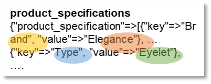 product_specifications
{"product_specification"=>[{"key"=>"Br
and", "value"=>"Elegance"}, ...
{"key"=>"Type", "value"=>"Eyelet"},
....